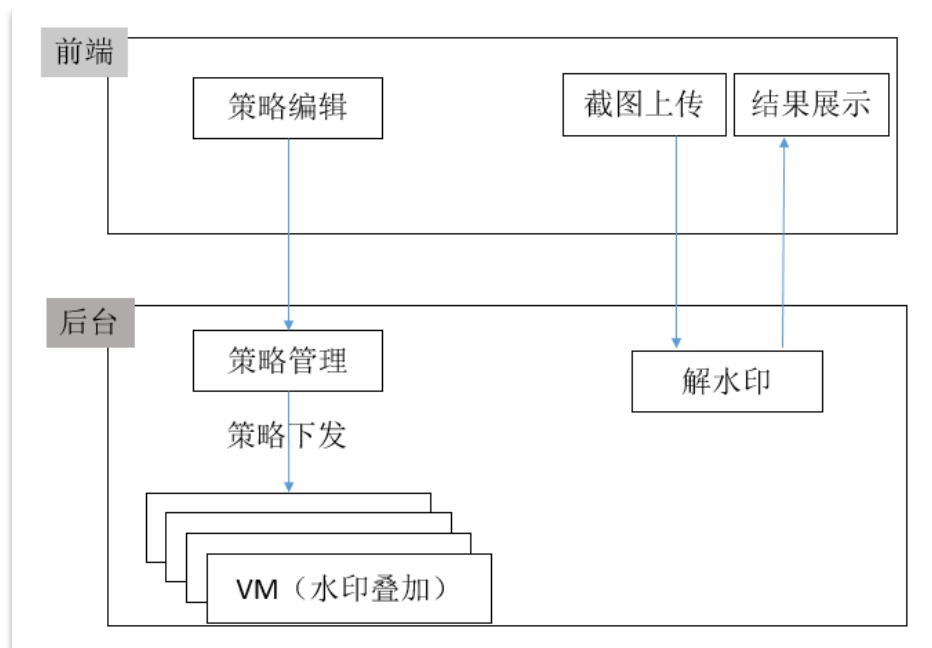 前端
策略编辑
截图上传
结果展示
后台
策略管理
解水印
策略下发
VM（水印叠加）